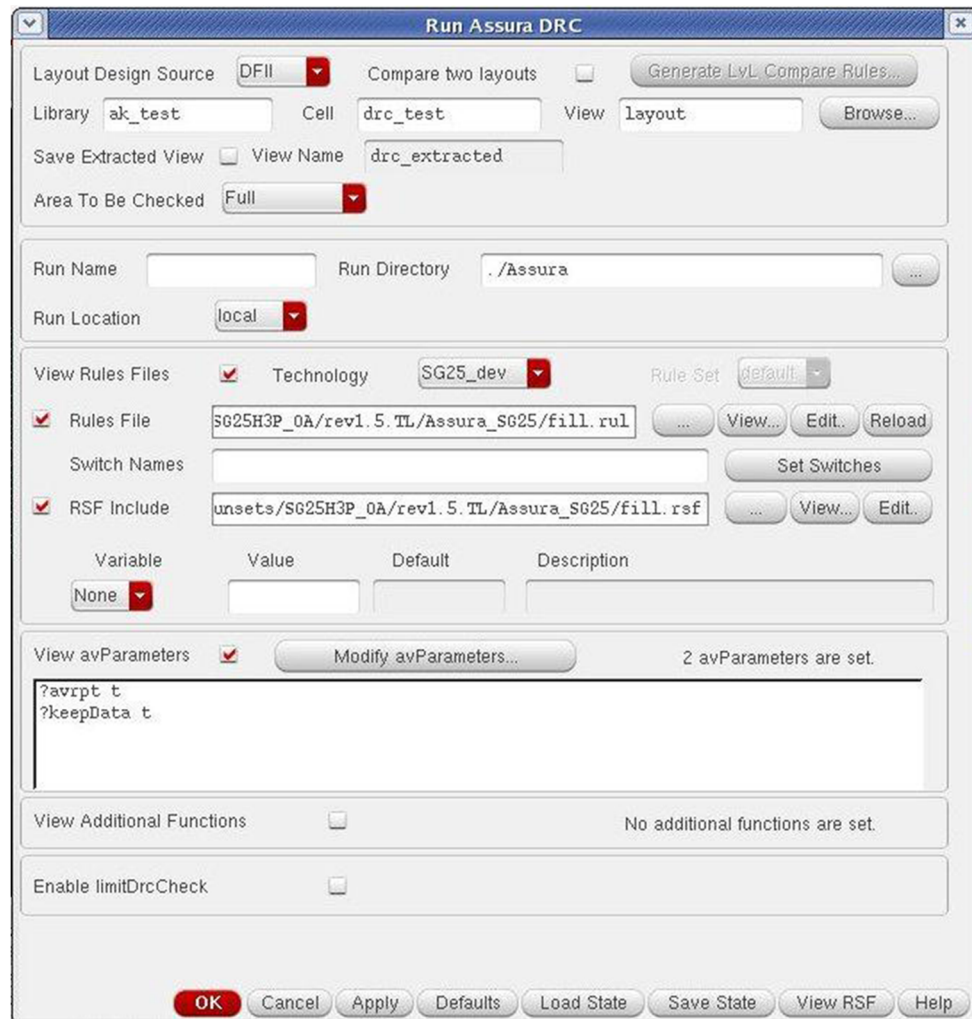 Run Assura DRC
Layout Design Source DFII Compare two layouts Generate LvL Compare Rules...
Library ak_test Cell drc_test View layout Browse...
Save Extracted View View Name drc_extracted
Area To Be Checked Full
Run Name Run Directory ./Assura ...
Run Location local
View Rules Files Technology SG25_dev Rule Set default
Rules File SG25H3P_OA/rev1.5.TL/Assura_SG25/fill.rul ... View... Edit.. Reload
Switch Names Set Switches
RSF Include unsets/SG25H3P_OA/rev1.5.TL/Assura_SG25/fill.rsf ... View... Edit..
Variable Value Default Description
None
View avParameters Modify avParameters... 2 avParameters are set.
?avrpt t
?keepData t
View Additional Functions No additional functions are set.
Enable limitDrcCheck
OK Cancel Apply Defaults Load State Save State View RSF Help